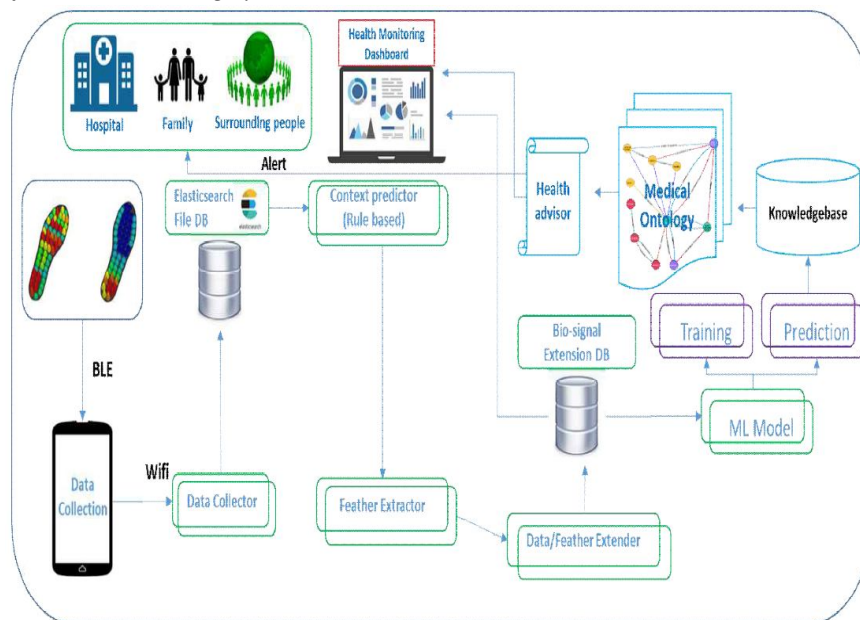 Health Monitoring
Dashboard
Hospital
Family
Surrounding people
Alert
Elasticsearch
File DB
elasticsearch
Context predictor
(Rule based)
Health
advisor
Medical
Ontology
Knowledgebase
BLE
Bio-signal
Extension DB
Training
Prediction
ML Model
Data
Collection
Wifi
Data Collector
Feather Extractor
Data/Feather Extender